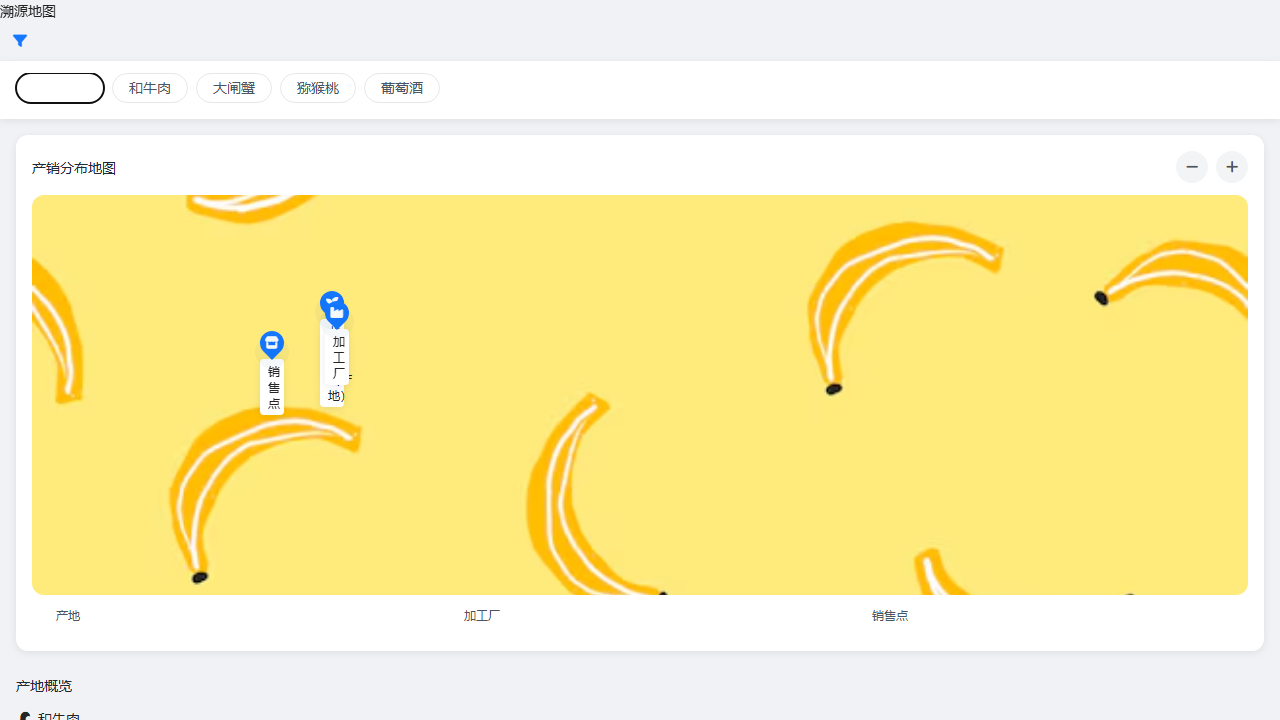 溯源地图
和牛肉
大闸蟹
猕猴桃
葡萄酒
产销分布地图
加工厂
地）
销售点
产地
加工厂
销售点
产地概览
和牛肉